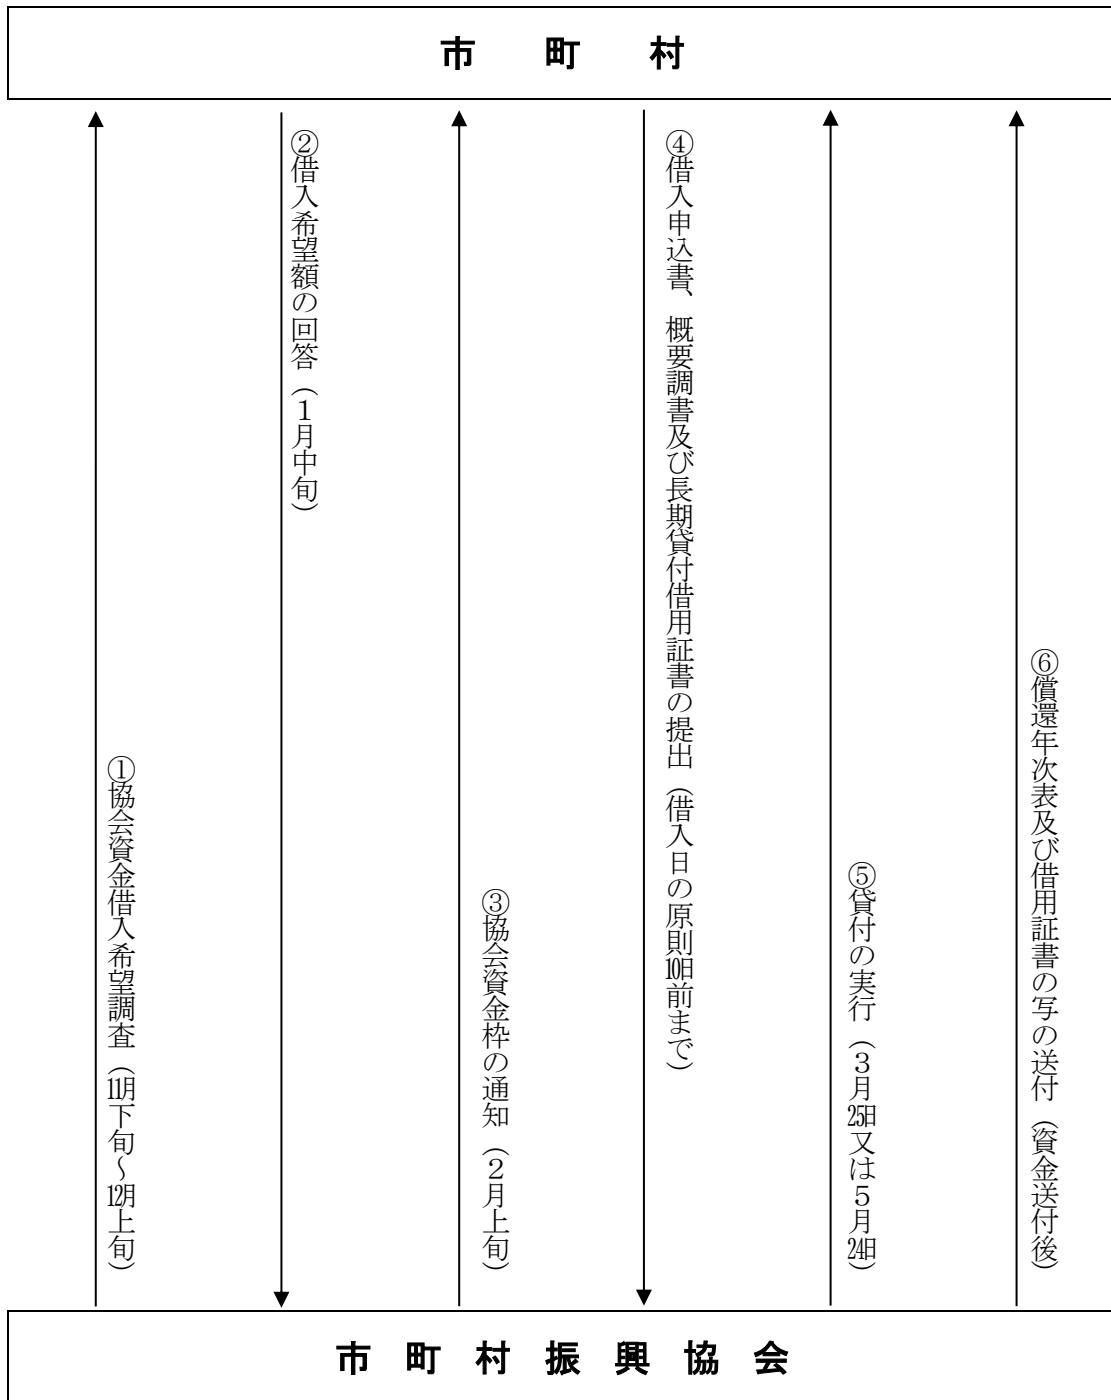 市町村
①協会資金借入希望調査（11月下旬～12月上旬）
②借入希望額の回答（１月中旬）
③協会資金枠の通知（２月上旬）
④借入申込書、概要調書及び長期貸付借用証書の提出（借入日の原則10日前まで）
⑤貸付の実行（３月25日又は５月24日）
⑥償還年次表及び借用証書の写の送付（資金送付後）
市町村振興協会